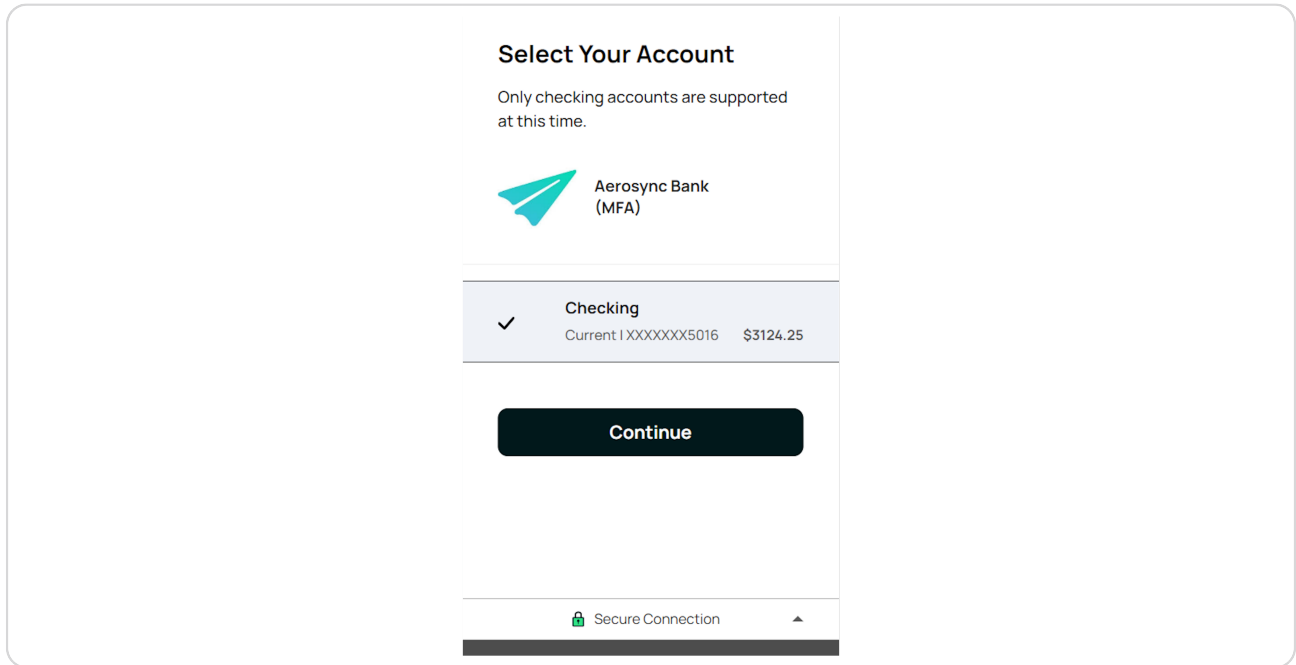 Select Your Account
Only checking accounts are supported
at this time.
Aerosync Bank
(MFA)
Checking
Current | XXXXXXX5016 $3124.25
Continue
Secure Connection